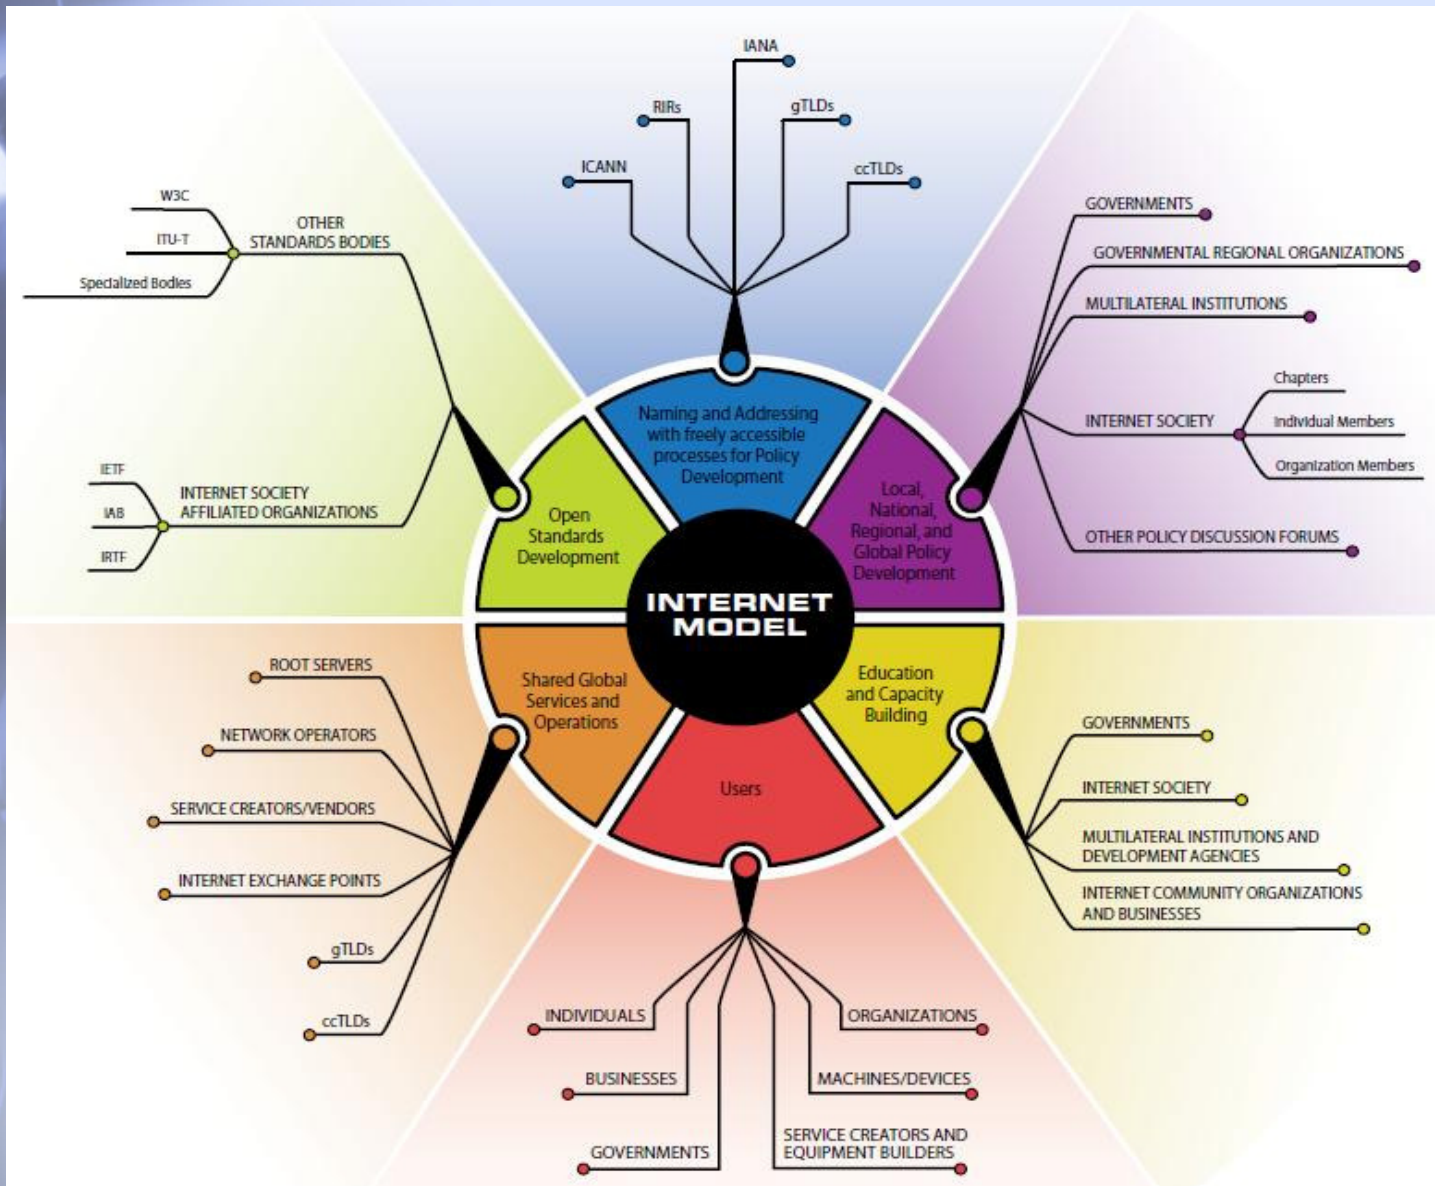 IANA
RIRs
gTLDs
ICANN
ccTLDs
W3C
ITU-T
Specialized Bodies
OTHER
STANDARDS BODIES
IETF
IAB
IRTF
INTERNET SOCIETY
AFFILIATED ORGANIZATIONS
GOVERNMENTS
GOVERNMENTAL REGIONAL ORGANIZATIONS
MULTILATERAL INSTITUTIONS
INTERNET SOCIETY
Chapters
Individual Members
Organization Members
OTHER POLICY DISCUSSION FORUMS
Naming and Addressing
with freely accessible
processes for Policy
Development
Open
Standards
Development
Local,
National,
Regional, and
Global Policy
Development
INTERNET
MODEL
Shared Global
Services and
Operations
Education
and Capacity
Building
Users
ROOT SERVERS
NETWORK OPERATORS
SERVICE CREATORS/VENDORS
INTERNET EXCHANGE POINTS
gTLDs
ccTLDs
GOVERNMENTS
INTERNET SOCIETY
MULTILATERAL INSTITUTIONS AND
DEVELOPMENT AGENCIES
INTERNET COMMUNITY ORGANIZATIONS
AND BUSINESSES
INDIVIDUALS
ORGANIZATIONS
BUSINESSES
MACHINES/DEVICES
GOVERNMENTS
SERVICE CREATORS AND
EQUIPMENT BUILDERS